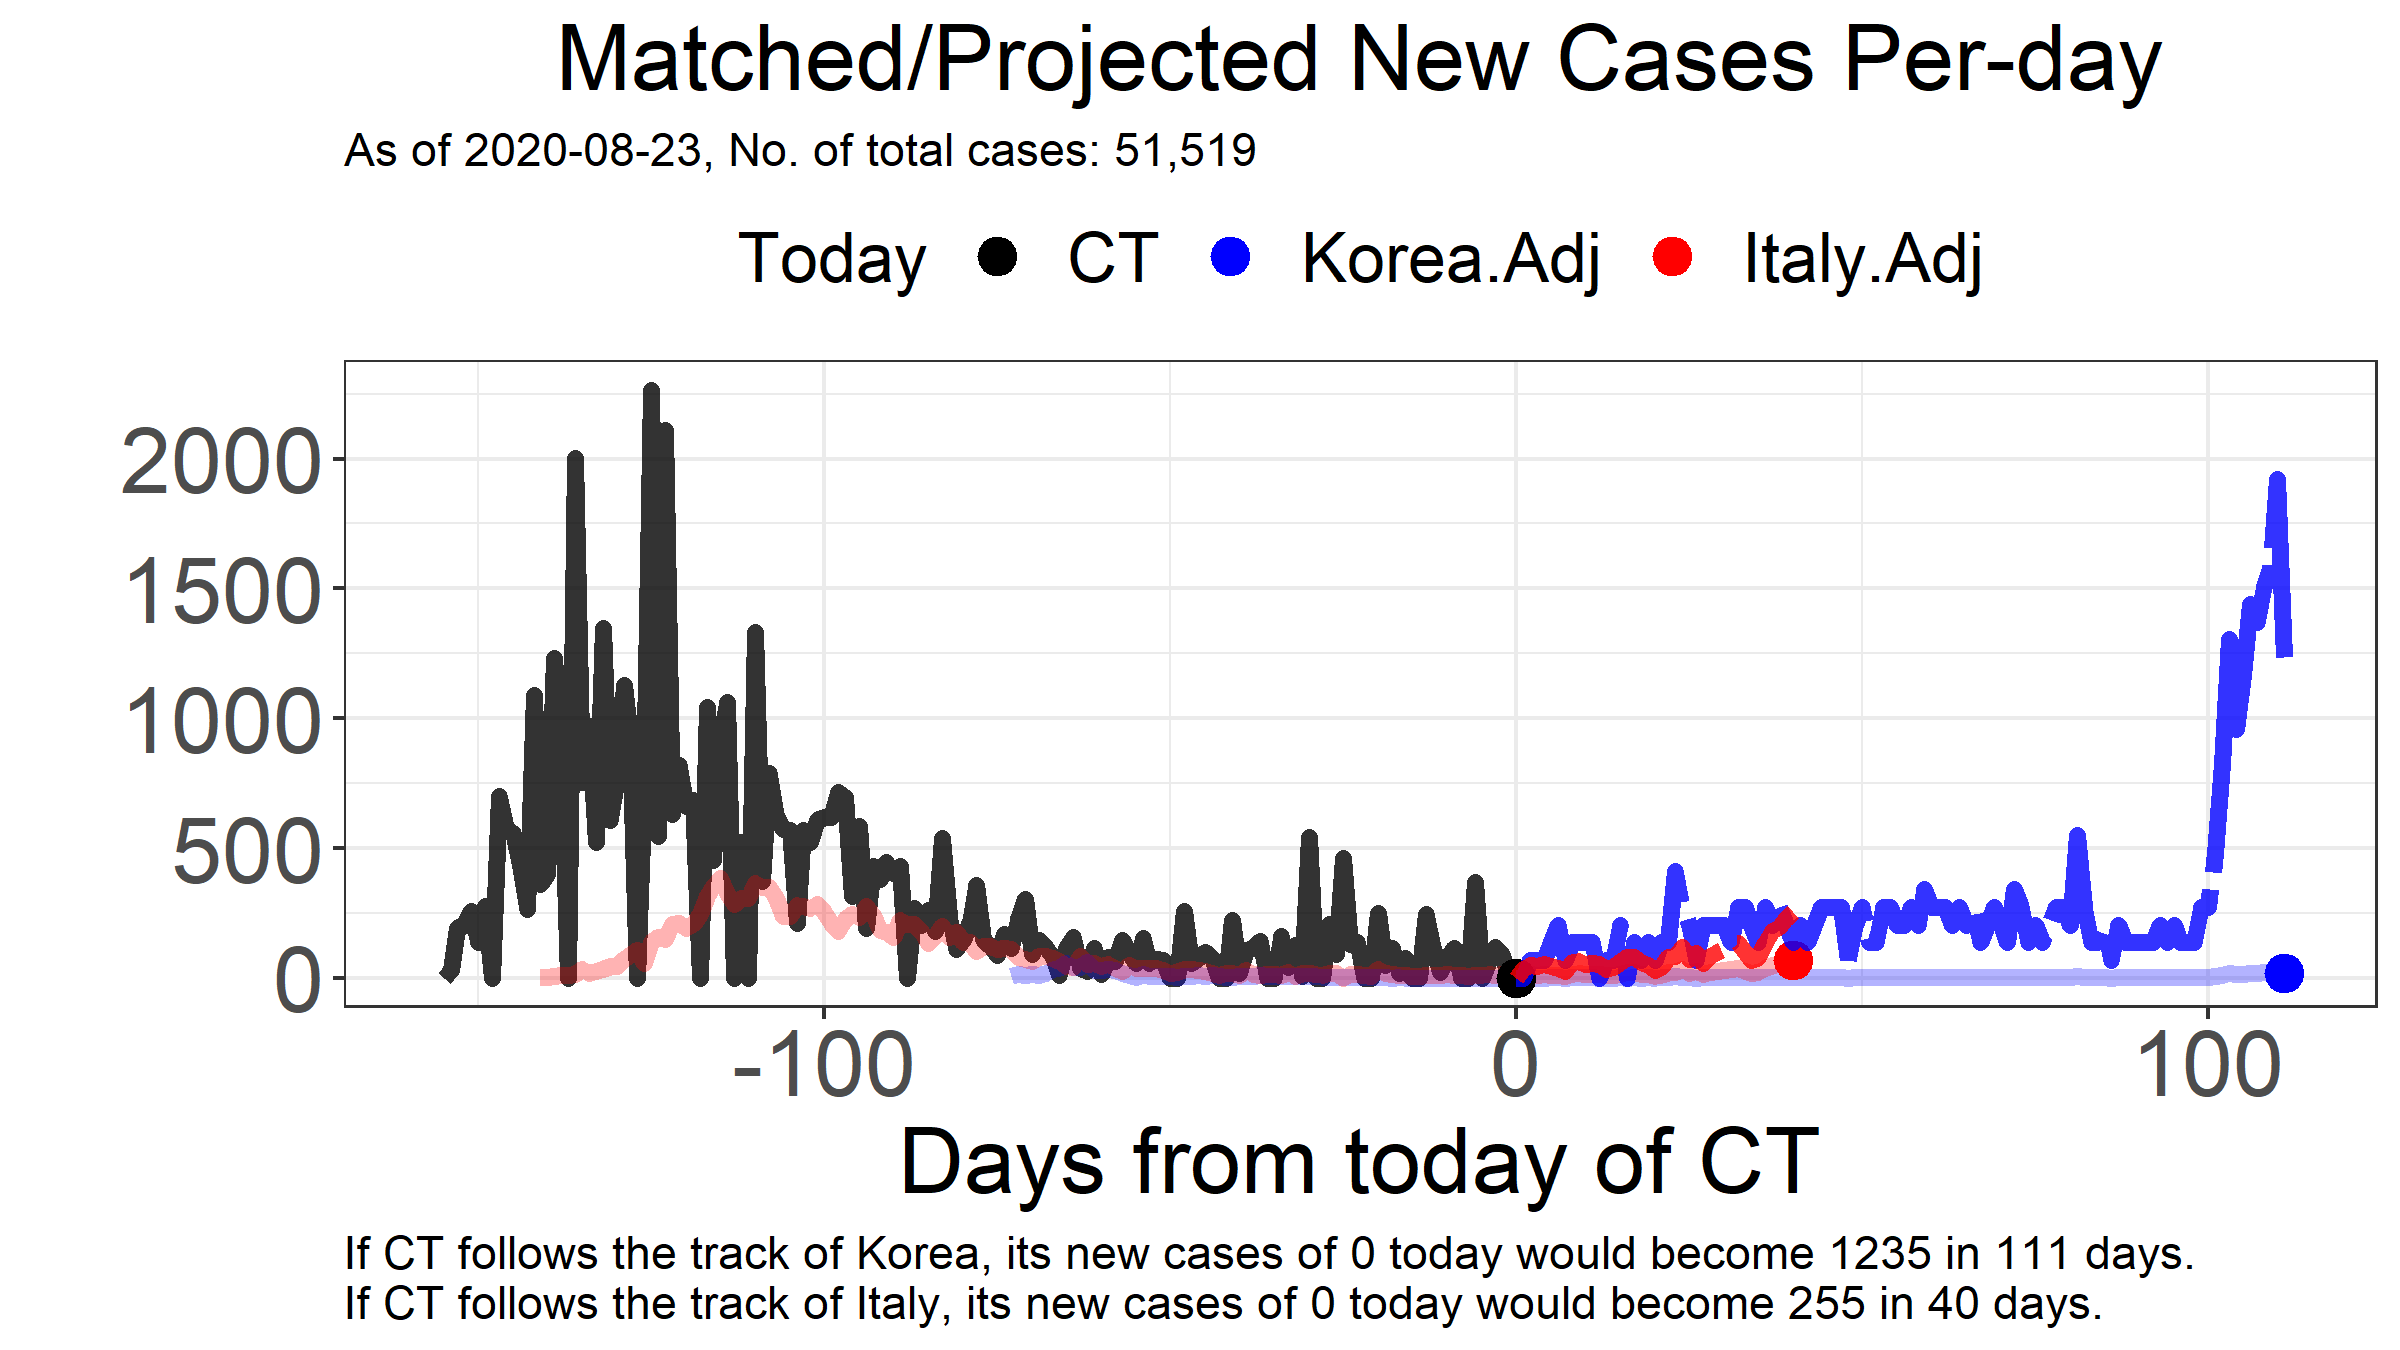 Matched/Projected New Cases Per-day
As of 2020-08-23, No. of total cases: 51,519
Today CT Korea.Adj Italy.Adj
2000
1500
1000
500
0
-100 0 100
Days from today of CT
If CT follows the track of Korea, its new cases of 0 today would become 1235 in 111 days.
If CT follows the track of Italy, its new cases of 0 today would become 255 in 40 days.